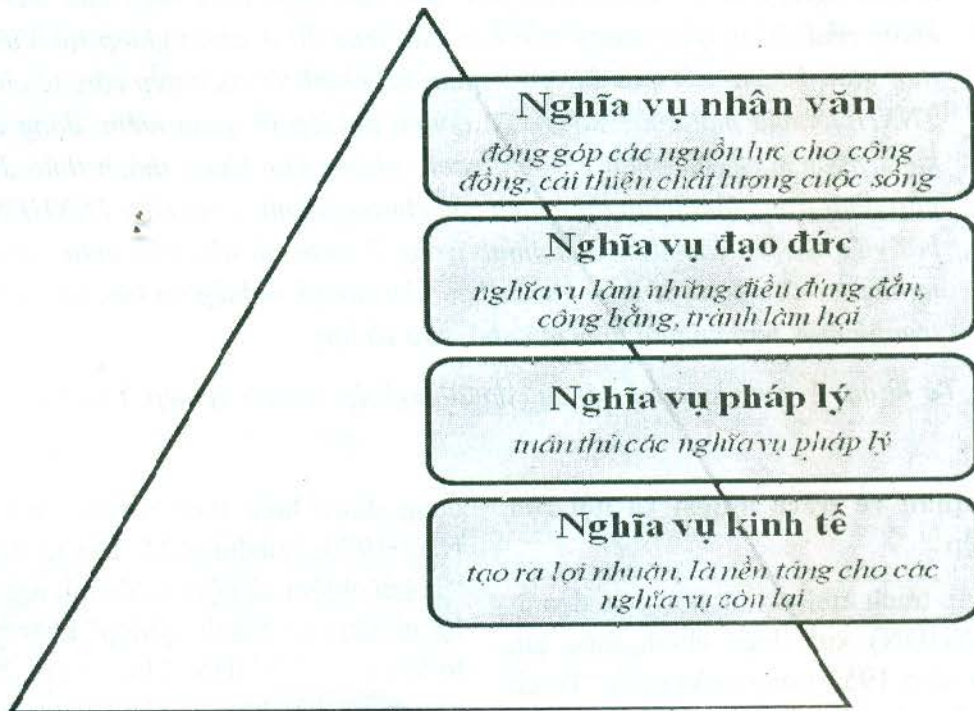 Nghĩa vụ nhân văn
đóng góp các nguồn lực cho cộng
đồng, cải thiện chất lượng cuộc sống
Nghĩa vụ đạo đức
nghĩa vụ làm những điều đúng đắn,
công bằng, tránh làm hại
Nghĩa vụ pháp lý
tuân thủ các nghĩa vụ pháp lý
Nghĩa vụ kinh tế
tạo ra lợi nhuận, là nền tảng cho các
nghĩa vụ còn lại